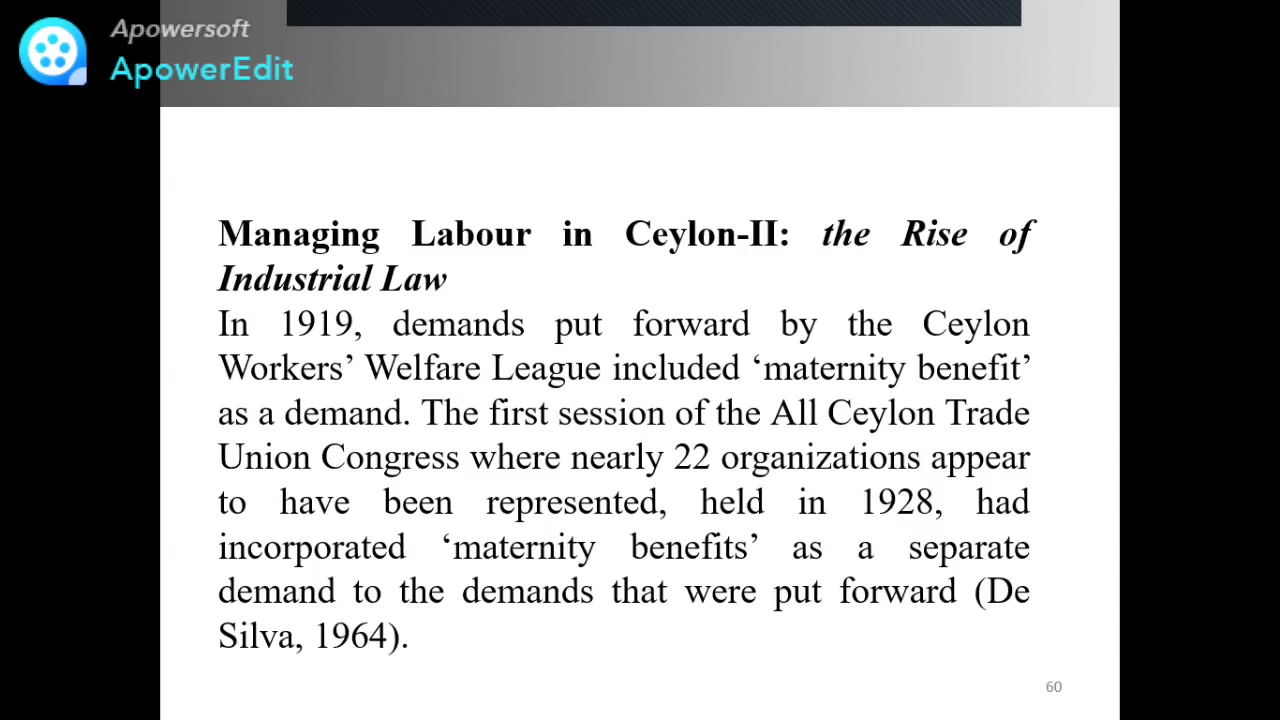 Apowersoft
ApowerEdit
Managing Labour in Ceylon-II: the Rise of
Industrial Law
In 1919, demands put forward by the Ceylon
Workers’ Welfare League included ‘maternity benefit’
as a demand. The first session of the All Ceylon Trade
Union Congress where nearly 22 organizations appear
to have been represented, held in 1928, had
incorporated ‘maternity benefits’ as a separate
demand to the demands that were put forward (De
Silva, 1964).
60